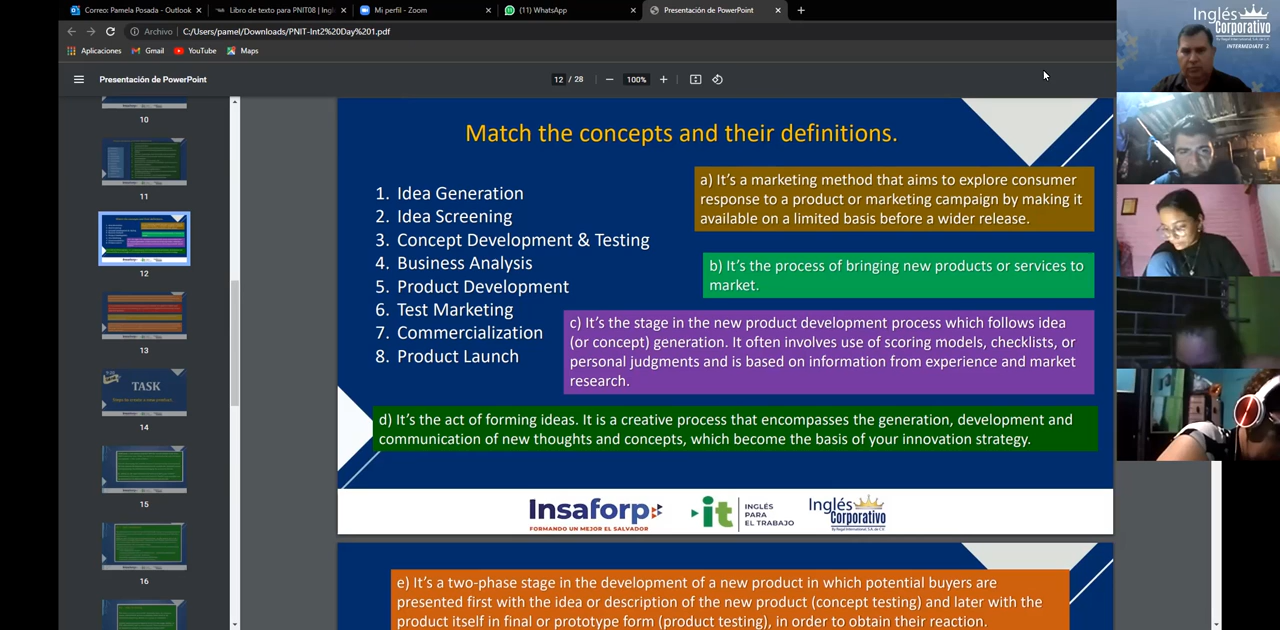 Correo: Pamela Posada - Outlook
Libro de texto para PNIT08 | Ingl
Mi perfil - Zoom
(11) WhatsApp
Presentación de PowerPoint
Archivo
C:/Users/pamel/Downloads/PNIT-Int2%20Day%201.pdf
Aplicaciones
Gmail
YouTube
Maps
Presentación de PowerPoint
12 / 28
100%
10
11
12
13
TASK
14
15
16
Match the concepts and their definitions.
1. Idea Generation
2. Idea Screening
3. Concept Development & Testing
4. Business Analysis
5. Product Development
6. Test Marketing
7. Commercialization
8. Product Launch
a) It's a marketing method that aims to explore consumer
response to a product or marketing campaign by making it
available on a limited basis before a wider release.
b) It's the process of bringing new products or services to
market.
c) It's the stage in the new product development process which follows idea
(or concept) generation. It often involves use of scoring models, checklists, or
personal judgments and is based on information from experience and market
research.
d) It's the act of forming ideas. It is a creative process that encompasses the generation, development and
communication of new thoughts and concepts, which become the basis of your innovation strategy.
Insaforp
FORMANDO UN MEJOR EL SALVADOR
it
INGLÉS
PARA
EL TRABAJO
Inglés
Corporativo
By Regal International, S.A. de C.V.
e) It's a two-phase stage in the development of a new product in which potential buyers are
presented first with the idea or description of the new product (concept testing) and later with the
product itself in final or prototype form (product testing), in order to obtain their reaction.
Inglés
Corporativo
By Regal International, S.A. de C.V.
INTERMEDIATE 2